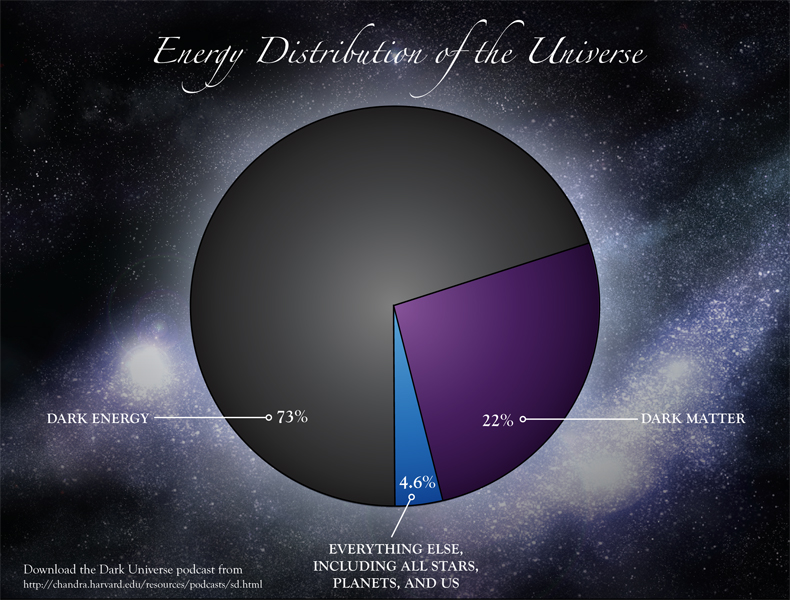 Energy Distribution of the Universe
DARK ENERGY
73%
22%
DARK MATTER
4.6%
EVERYTHING ELSE,
INCLUDING ALL STARS,
PLANETS, AND US
Download the Dark Universe podcast from
http://chandra.harvard.edu/resources/podcasts/sd.html